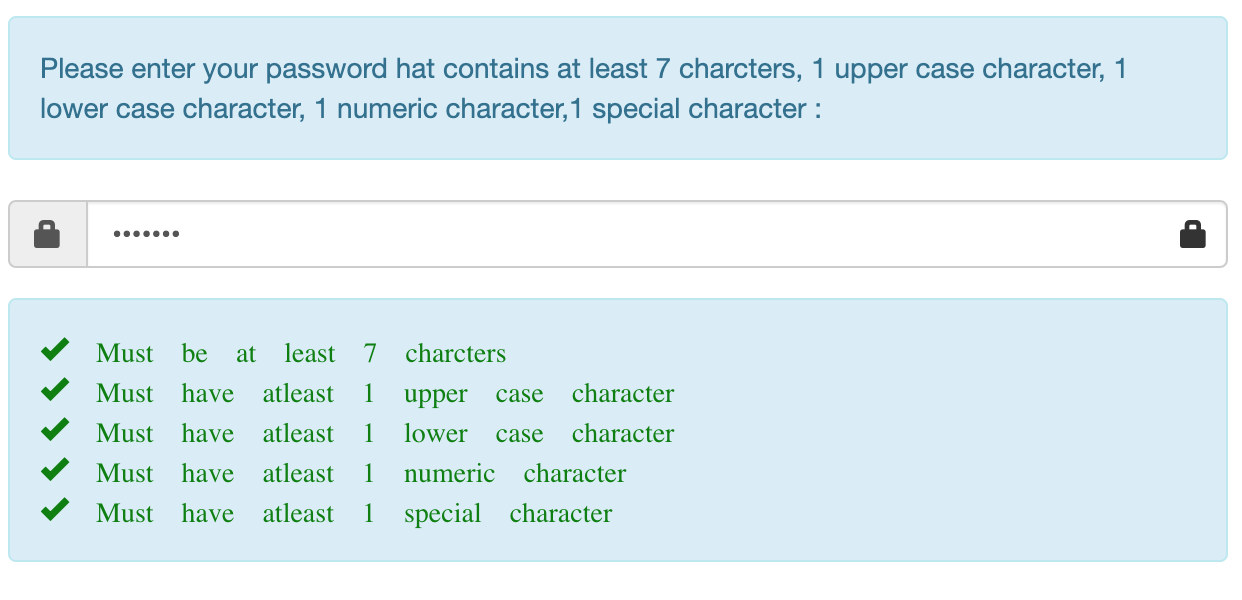 Please enter your password hat contains at least 7 charcters, 1 upper case character, 1
lower case character, 1 numeric character,1 special character :
•••••••
Must be at least 7 charcters
Must have atleast 1 upper case character
Must have atleast 1 lower case character
Must have atleast 1 numeric character
Must have atleast 1 special character